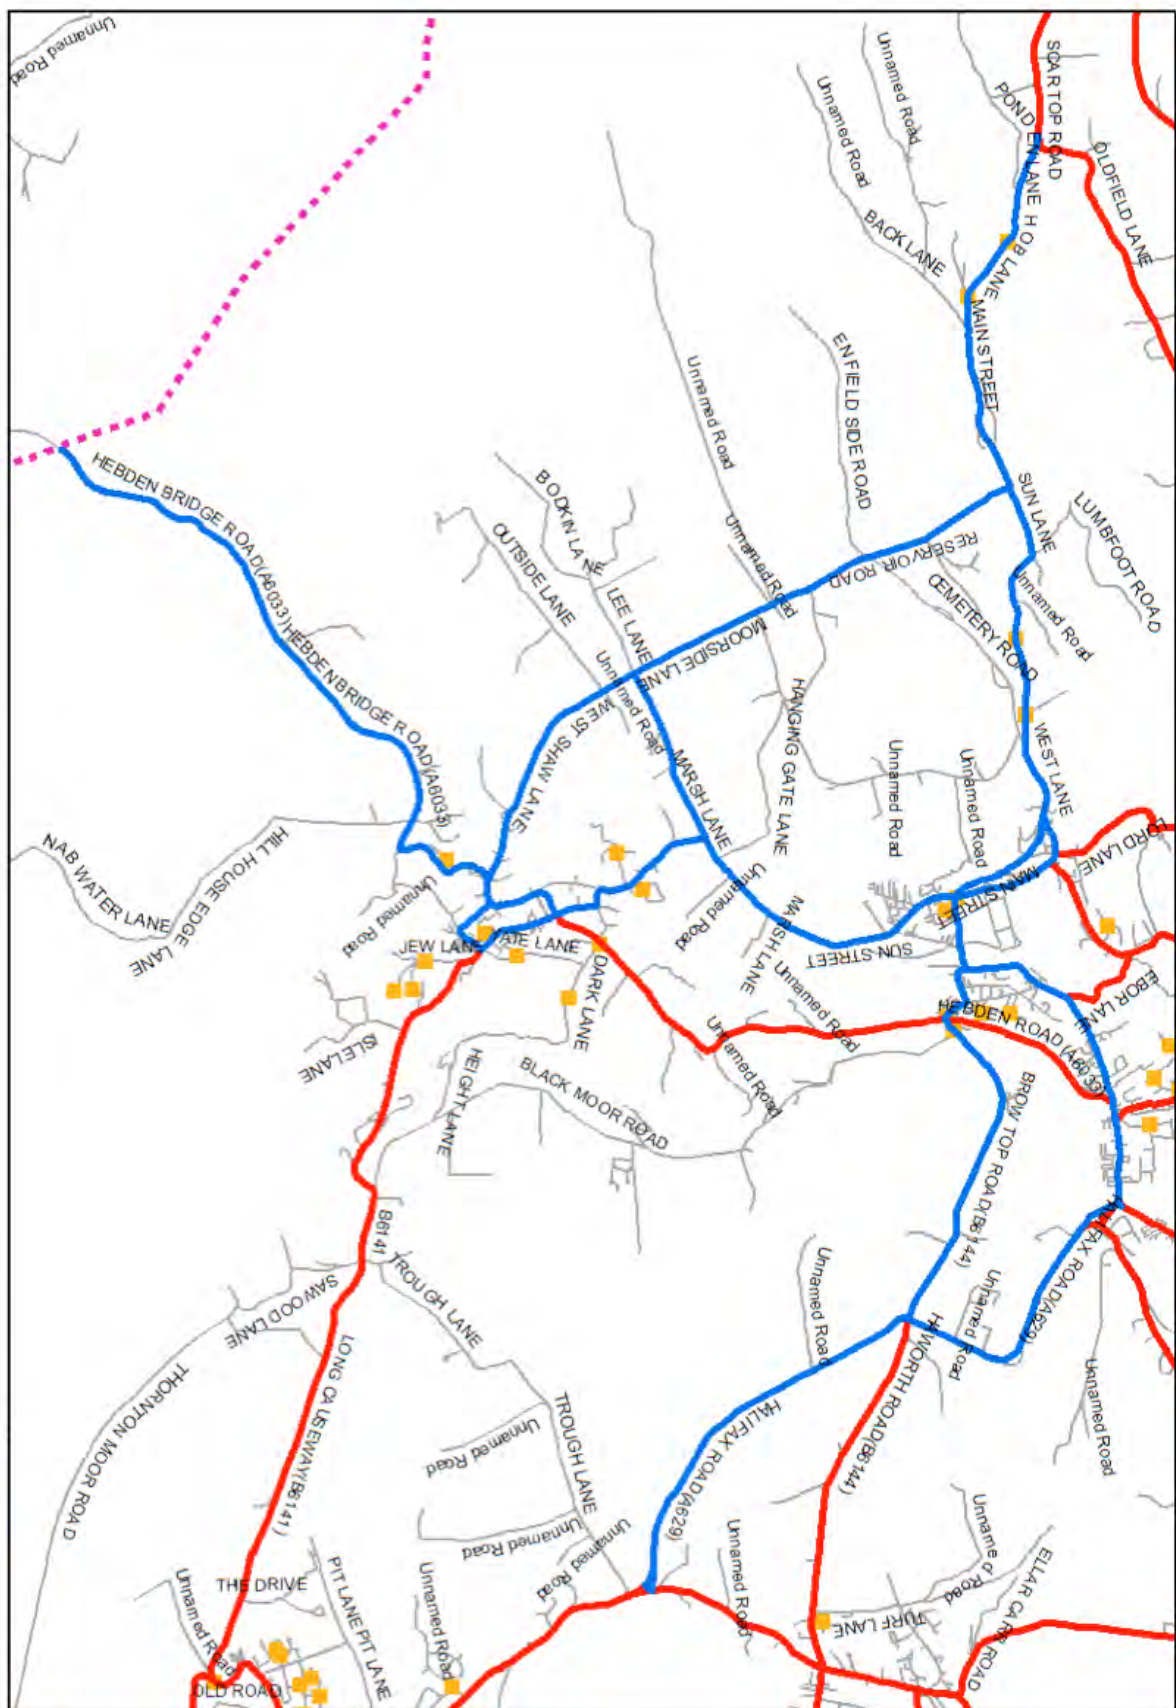 Unnamed Road
SCAR TOP ROAD
Unnamed Road
Unnamed Road
PONDEN LANE
OLDFIELD LANE
HOB LANE
BACK LANE
MAIN STREET
ENFIELD SIDE ROAD
Unnamed Road
HEBDEN BRIDGE ROAD(A6033)
BODKIN LANE
OUTSIDE LANE
SUN LANE
LUMBFOOT ROAD
Unnamed Road
RESERVOIR ROAD
LEE LANE
CEMETERY ROAD
Unnamed Road
MOORSIDE LANE
HEBDEN BRIDGE ROAD(A6033)
Unnamed Road
WEST SHAW LANE
HANGING GATE LANE
WEST LANE
MARSH LANE
Unnamed Road
Unnamed Road
LORD LANE
HILL HOUSE EDGE LANE
NAB WATER LANE
Unnamed Road
Unnamed Road
MAIN STREET
MARSH LANE
SUN STREET
JEW LANE
YATE LANE
DARK LANE
Unnamed Road
EBOR LANE
HEBDEN ROAD (A6033)
ISLE LANE
HEIGHT LANE
BLACK MOOR ROAD
Unnamed Road
BROW TOP ROAD(B6144)
B6141
TROUGH LANE
SAWOOD LANE
Unnamed Road
Unnamed Road
HALIFAX ROAD(A629)
HAWORTH ROAD(B6144)
THORNTON MOOR ROAD
LONG CAUSEWAY(B6141)
Unnamed Road
TROUGH LANE
HALIFAX ROAD(A629)
Unnamed Road
Unnamed Road
Unnamed Road
Unnamed Road
Unnamed Road
ELLAR CARR ROAD
THE DRIVE
PIT LANE
PIT LANE
Unnamed Road
Unnamed Road
TURF LANE
OLD ROAD